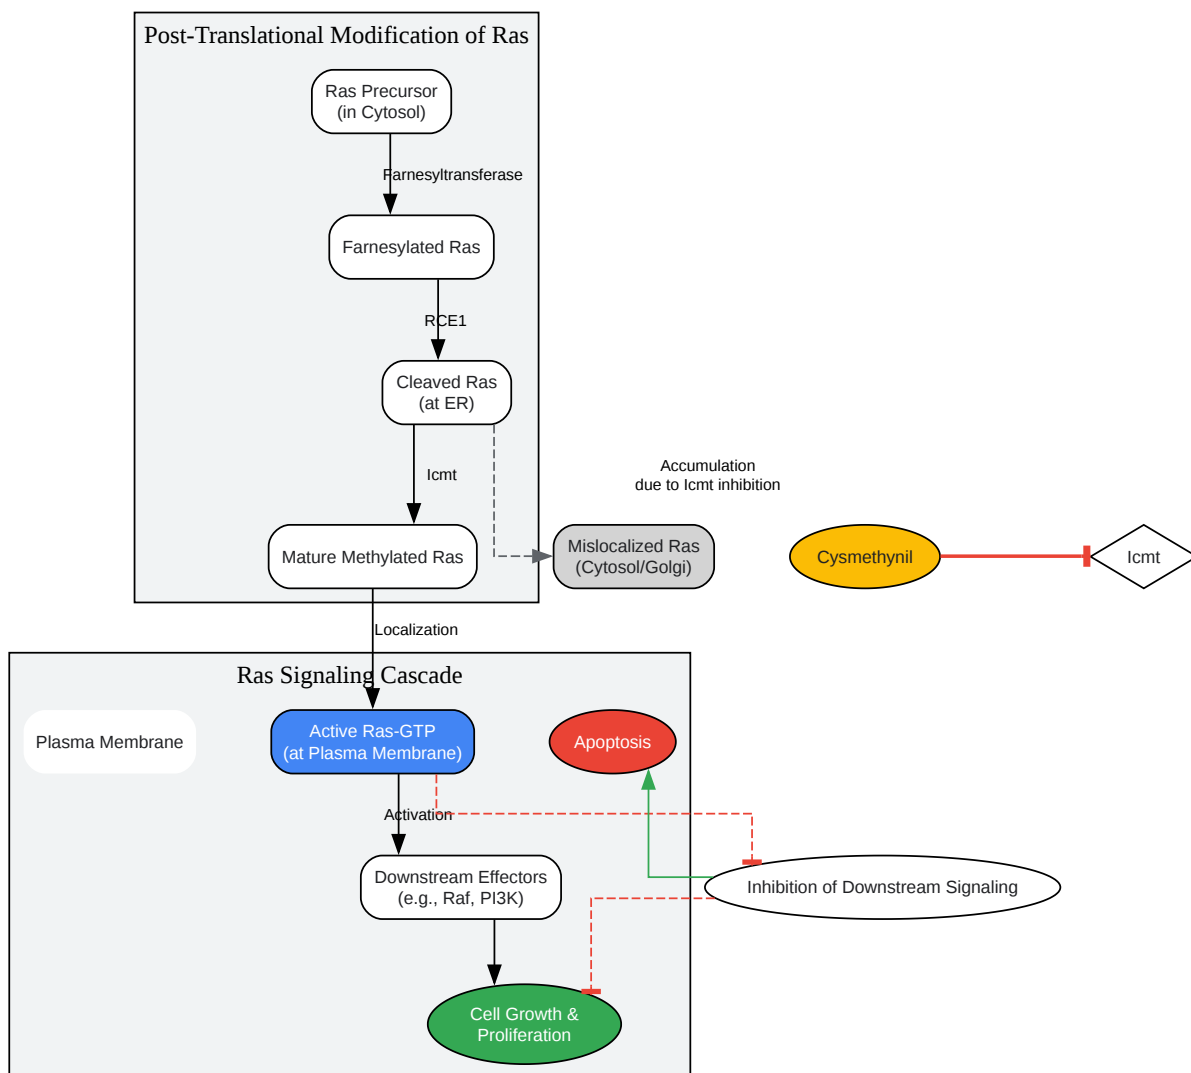 Post-Translational Modification of Ras
Ras Precursor
(in Cytosol)
Farnesyltransferase
Farnesylated Ras
RCE1
Cleaved Ras
(at ER)
Icmt
Accumulation
due to Icmt inhibition
Mature Methylated Ras
Mislocalized Ras
(Cytosol/Golgi)
Cysmethynil
Icmt
Localization
Ras Signaling Cascade
Plasma Membrane
Active Ras-GTP
(at Plasma Membrane)
Apoptosis
Activation
Downstream Effectors
(e.g., Raf, PI3K)
Inhibition of Downstream Signaling
Cell Growth &
Proliferation